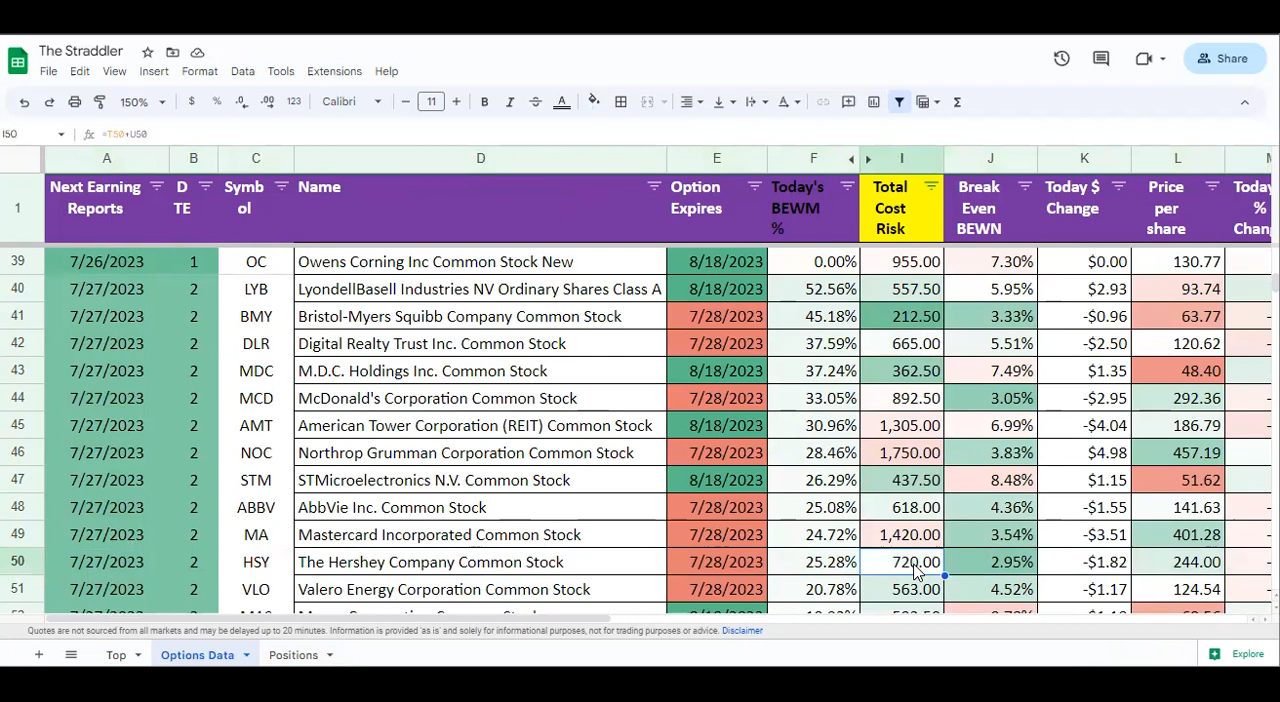 The Straddler
Share
File Edit View Insert Format Data Tools Extensions Help
150% $ % .0 .00 123 Calibri 11 B I A Σ
I50 fx =T50+U50
A B C D E F I J K L
1 Next Earning Reports D TE Symb ol Name Option Expires Today's BEWM % Total Cost Risk Break Even BEWN Today $ Change Price per share
39 7/26/2023 1 OC Owens Corning Inc Common Stock New 8/18/2023 0.00% 955.00 7.30% $0.00 130.77
40 7/27/2023 2 LYB LyondellBasell Industries NV Ordinary Shares Class A 8/18/2023 52.56% 557.50 5.95% $2.93 93.74
41 7/27/2023 2 BMY Bristol-Myers Squibb Company Common Stock 7/28/2023 45.18% 212.50 3.33% -$0.96 63.77
42 7/27/2023 2 DLR Digital Realty Trust Inc. Common Stock 7/28/2023 37.59% 665.00 5.51% -$2.50 120.62
43 7/27/2023 2 MDC M.D.C. Holdings Inc. Common Stock 8/18/2023 37.24% 362.50 7.49% $1.35 48.40
44 7/27/2023 2 MCD McDonald's Corporation Common Stock 7/28/2023 33.05% 892.50 3.05% -$2.95 292.36
45 7/27/2023 2 AMT American Tower Corporation (REIT) Common Stock 8/18/2023 30.96% 1,305.00 6.99% -$4.04 186.79
46 7/27/2023 2 NOC Northrop Grumman Corporation Common Stock 7/28/2023 28.46% 1,750.00 3.83% $4.98 457.19
47 7/27/2023 2 STM STMicroelectronics N.V. Common Stock 8/18/2023 26.29% 437.50 8.48% $1.15 51.62
48 7/27/2023 2 ABBV AbbVie Inc. Common Stock 7/28/2023 25.08% 618.00 4.36% -$1.55 141.63
49 7/27/2023 2 MA Mastercard Incorporated Common Stock 7/28/2023 24.72% 1,420.00 3.54% -$3.51 401.28
50 7/27/2023 2 HSY The Hershey Company Common Stock 7/28/2023 25.28% 720.00 2.95% -$1.82 244.00
51 7/27/2023 2 VLO Valero Energy Corporation Common Stock 7/28/2023 20.78% 563.00 4.52% -$1.17 124.54
Quotes are not sourced from all markets and may be delayed up to 20 minutes. Information is provided 'as is' and solely for informational purposes, not for trading purposes or advice. Disclaimer
Top Options Data Positions Explore